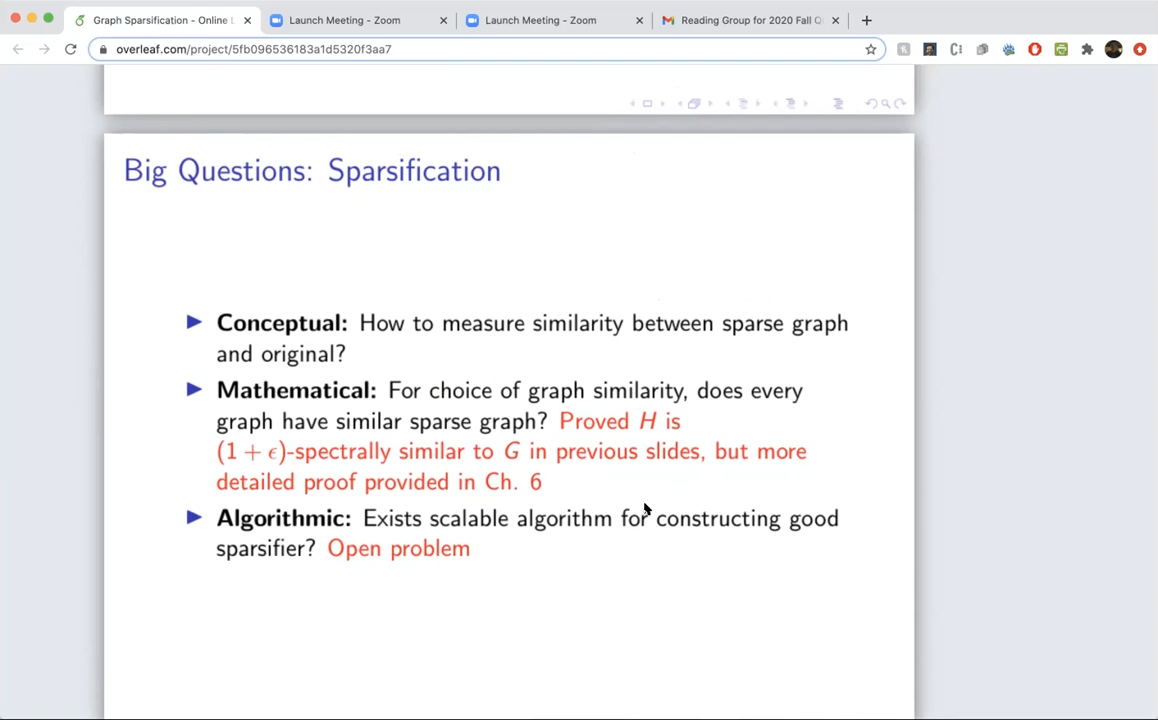 Graph Sparsification - Online L
Launch Meeting - Zoom
Launch Meeting - Zoom
Reading Group for 2020 Fall Q
overleaf.com/project/5fb096536183a1d5320f3aa7
Big Questions: Sparsification
Conceptual: How to measure similarity between sparse graph
and original?
Mathematical: For choice of graph similarity, does every
graph have similar sparse graph? Proved H is
(1 + ϵ)-spectrally similar to G in previous slides, but more
detailed proof provided in Ch. 6
Algorithmic: Exists scalable algorithm for constructing good
sparsifier? Open problem